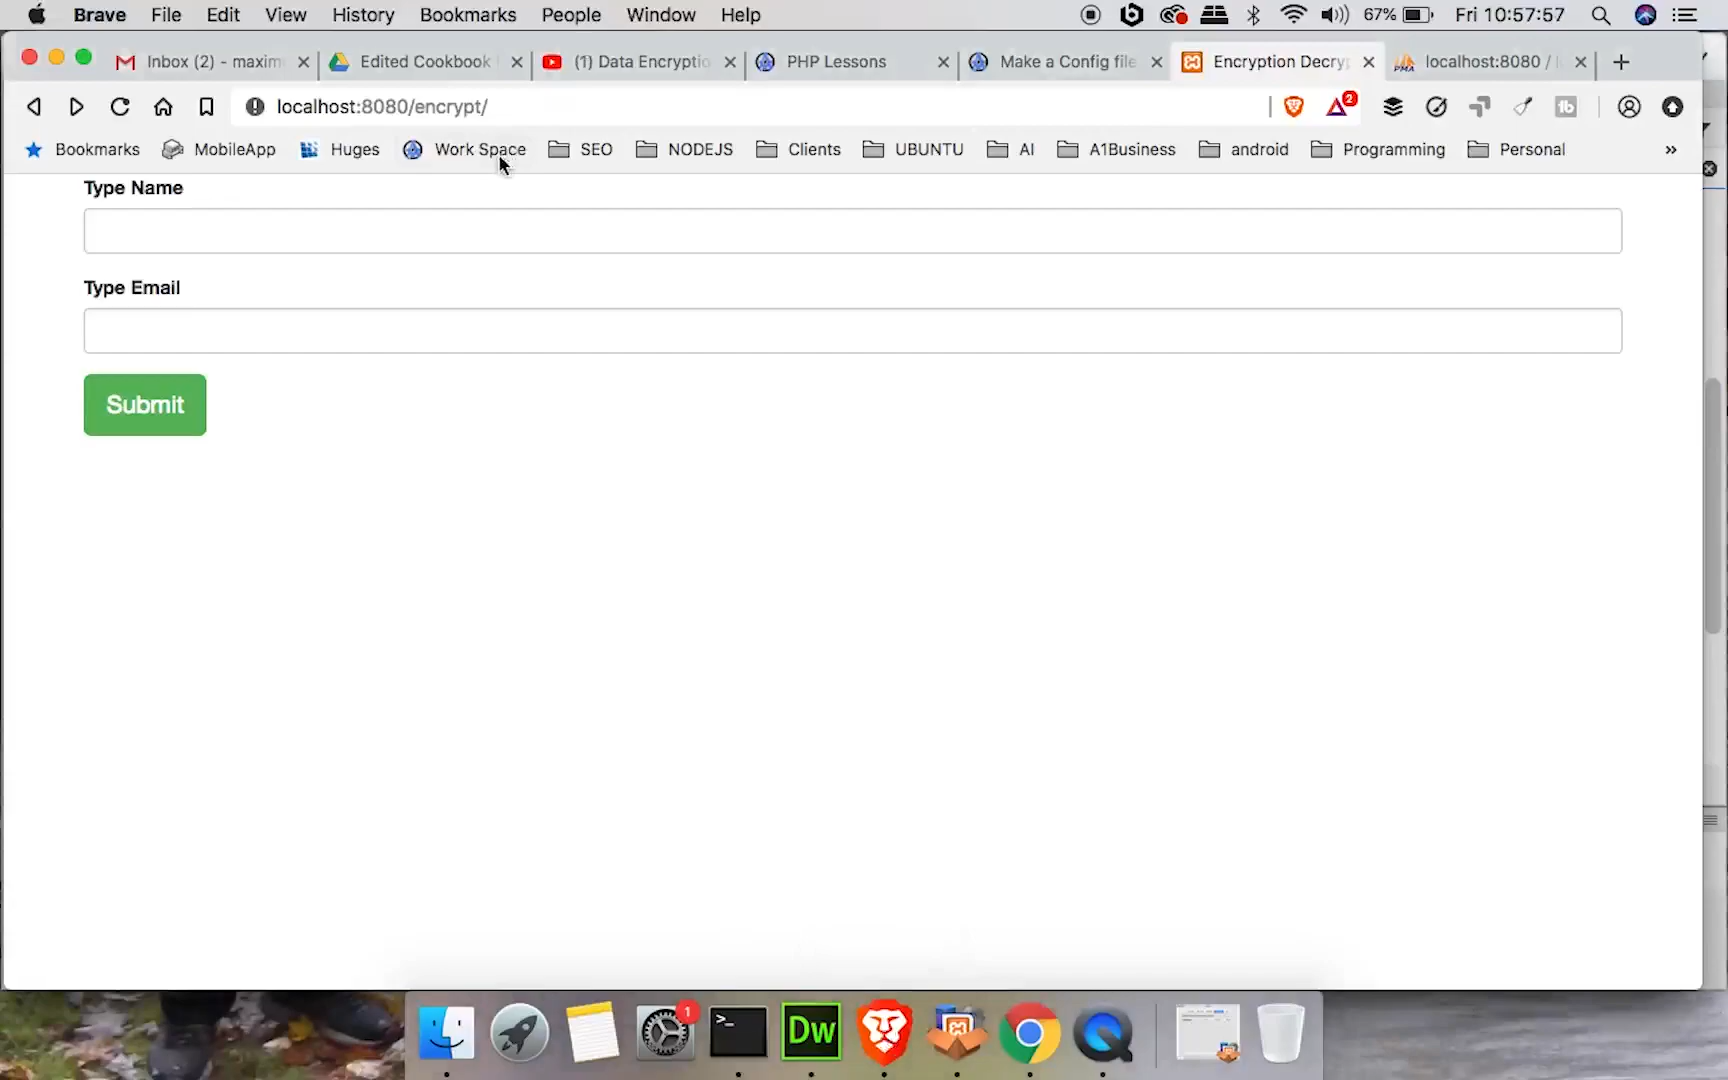 Brave File Edit View History Bookmarks People Window Help 67% Fri 10:57:57
Inbox (2) - maxim Edited Cookbook (1) Data Encryptio PHP Lessons Make a Config file Encryption Decry localhost:8080 /
localhost:8080/encrypt/ 2
Bookmarks MobileApp Huges Work Space SEO NODEJS Clients UBUNTU AI A1Business android Programming Personal »
Type Name
Type Email
Submit
1 >_ Dw